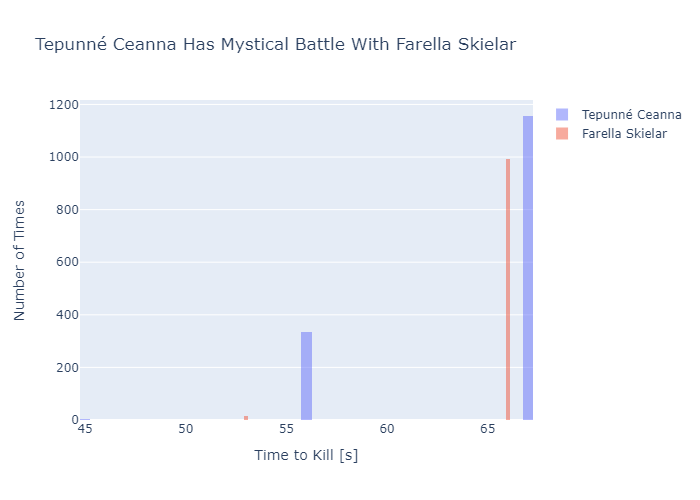 Tepunné Ceanna Has Mystical Battle With Farella Skielar
Tepunné Ceanna
Farella Skielar
Number of Times
1200
1000
800
600
400
200
0
45 50 55 60 65
Time to Kill [s]